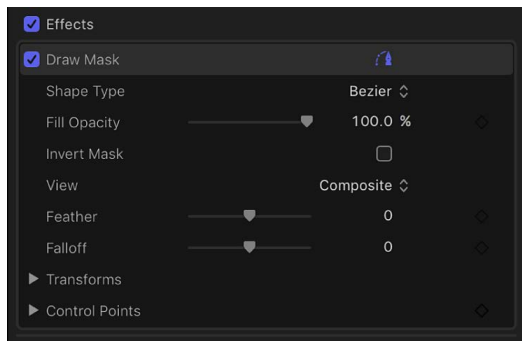 Effects
Draw Mask
Shape Type Bezier
Fill Opacity 100.0 %
Invert Mask
View Composite
Feather 0
Falloff 0
Transforms
Control Points